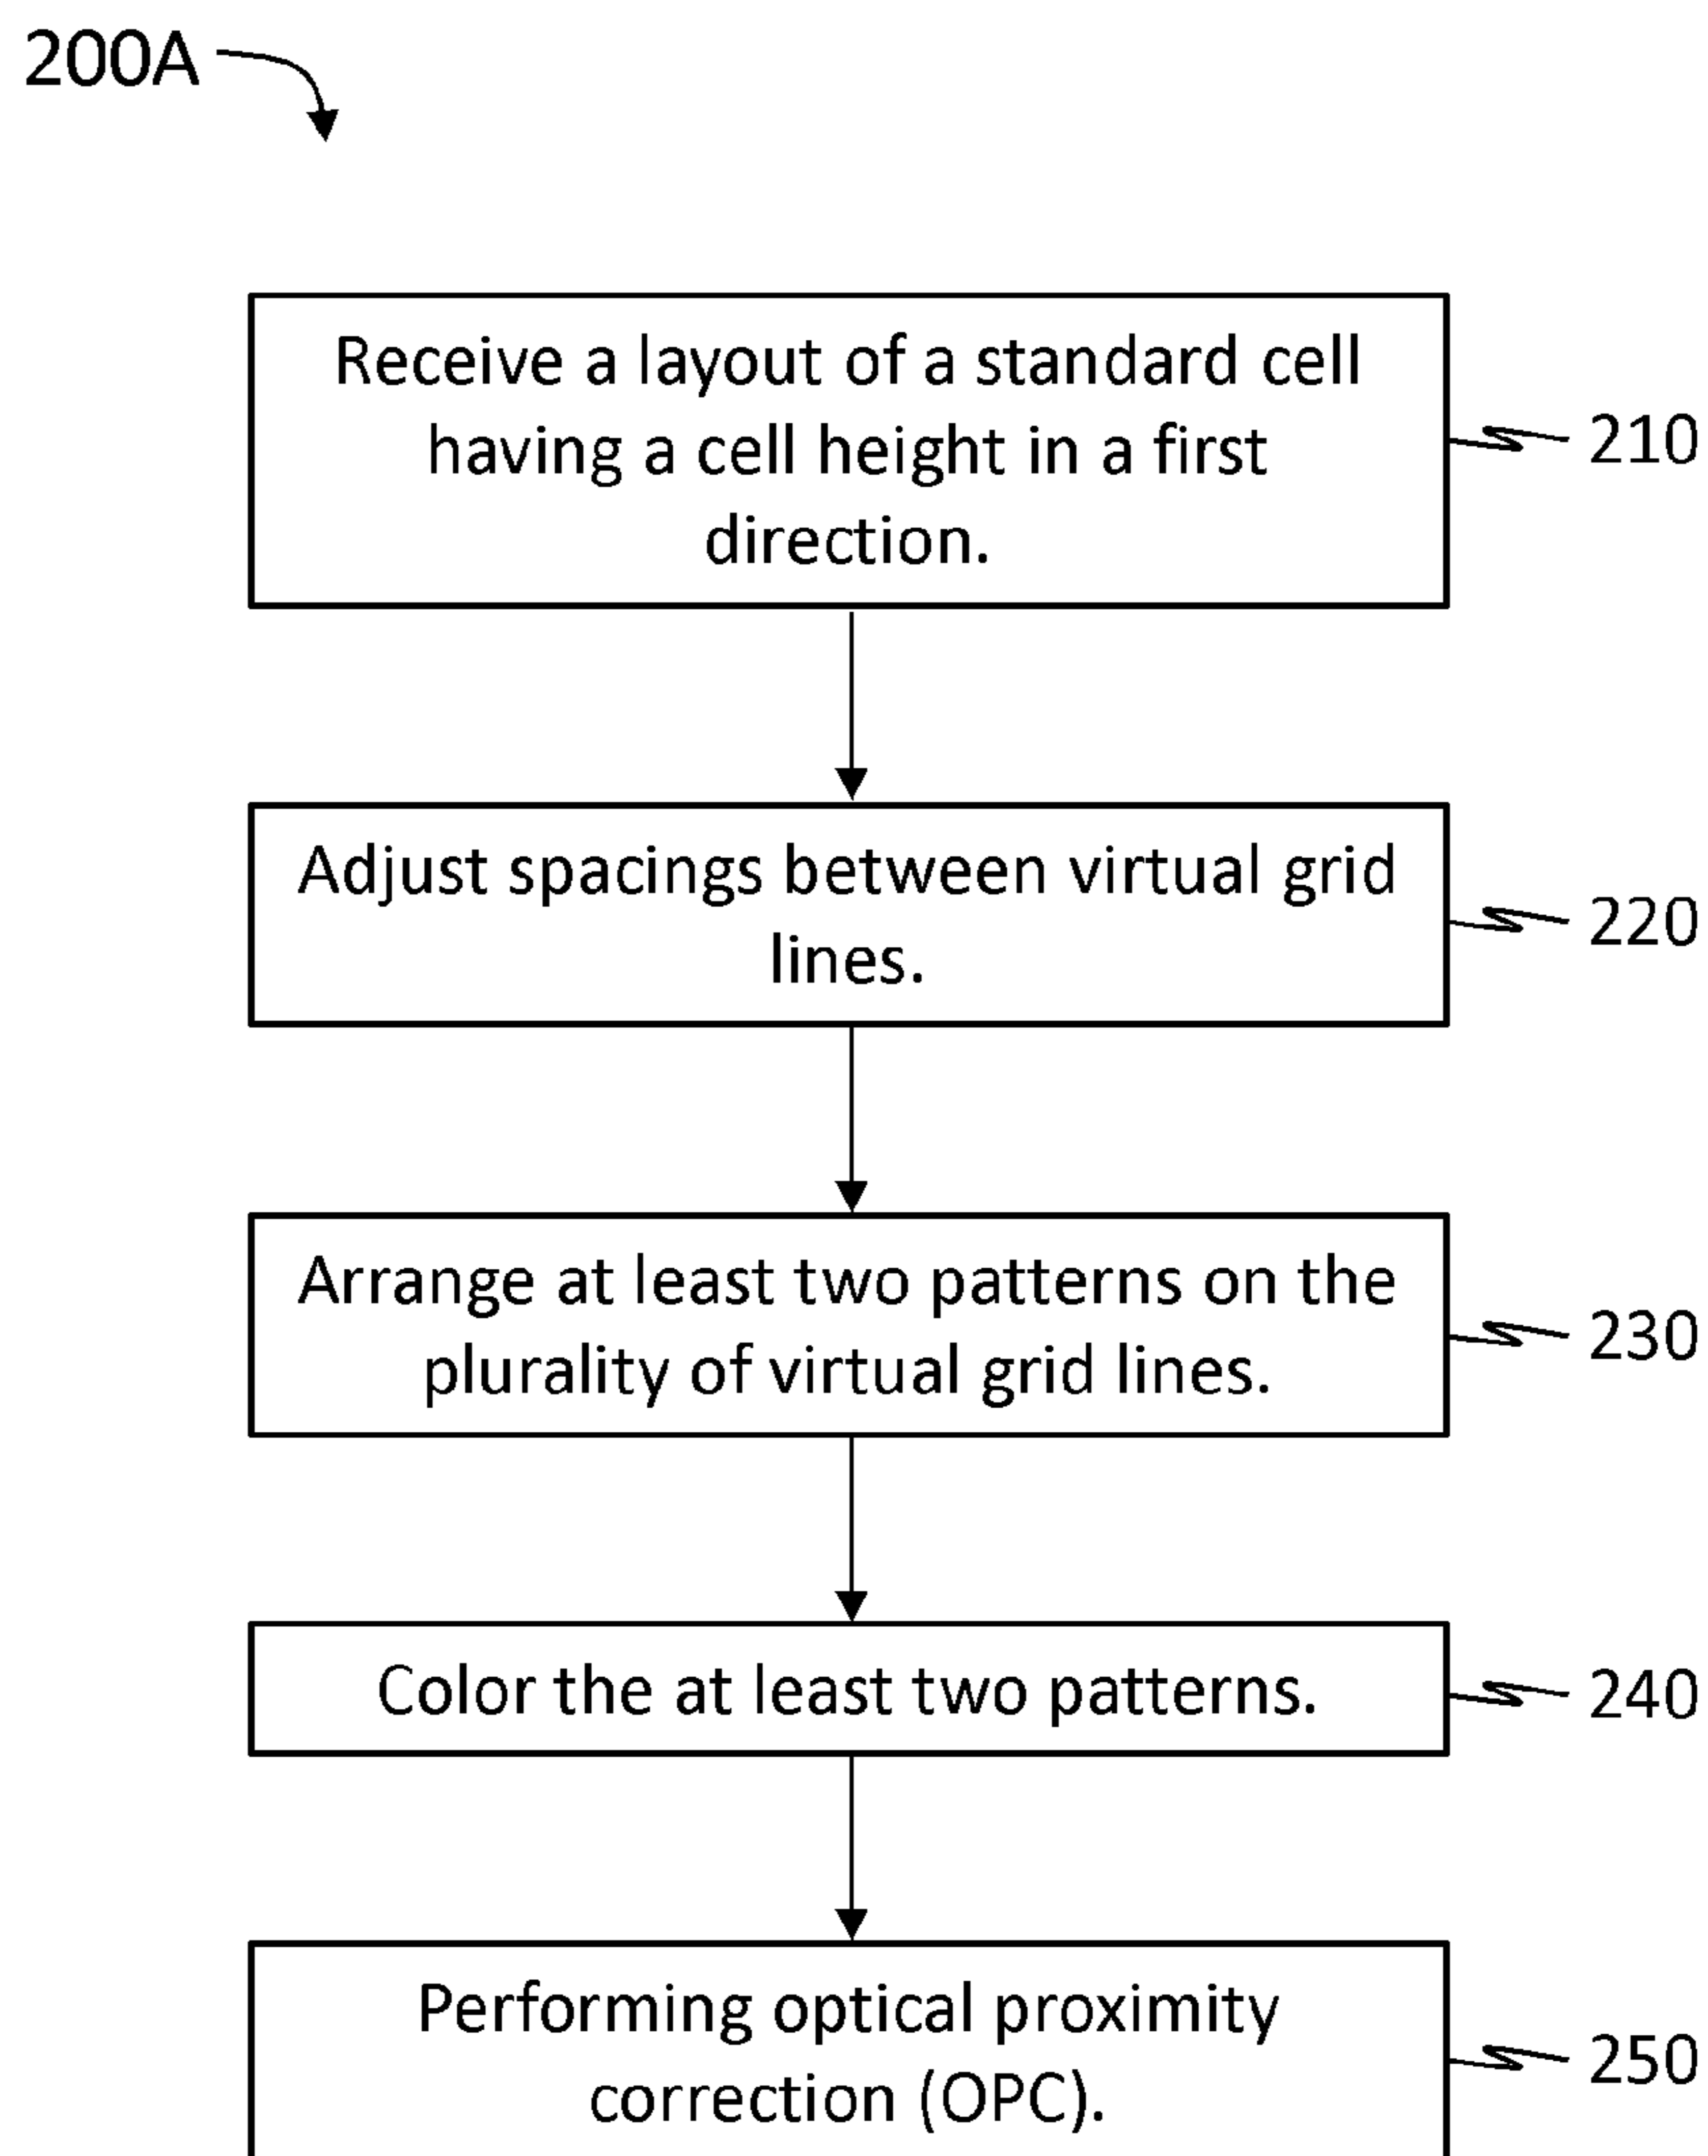 200A
Receive a layout of a standard cell
having a cell height in a first
direction.
210
Adjust spacings between virtual grid
lines.
220
Arrange at least two patterns on the
plurality of virtual grid lines.
230
Color the at least two patterns.
240
Performing optical proximity
correction (OPC).
250